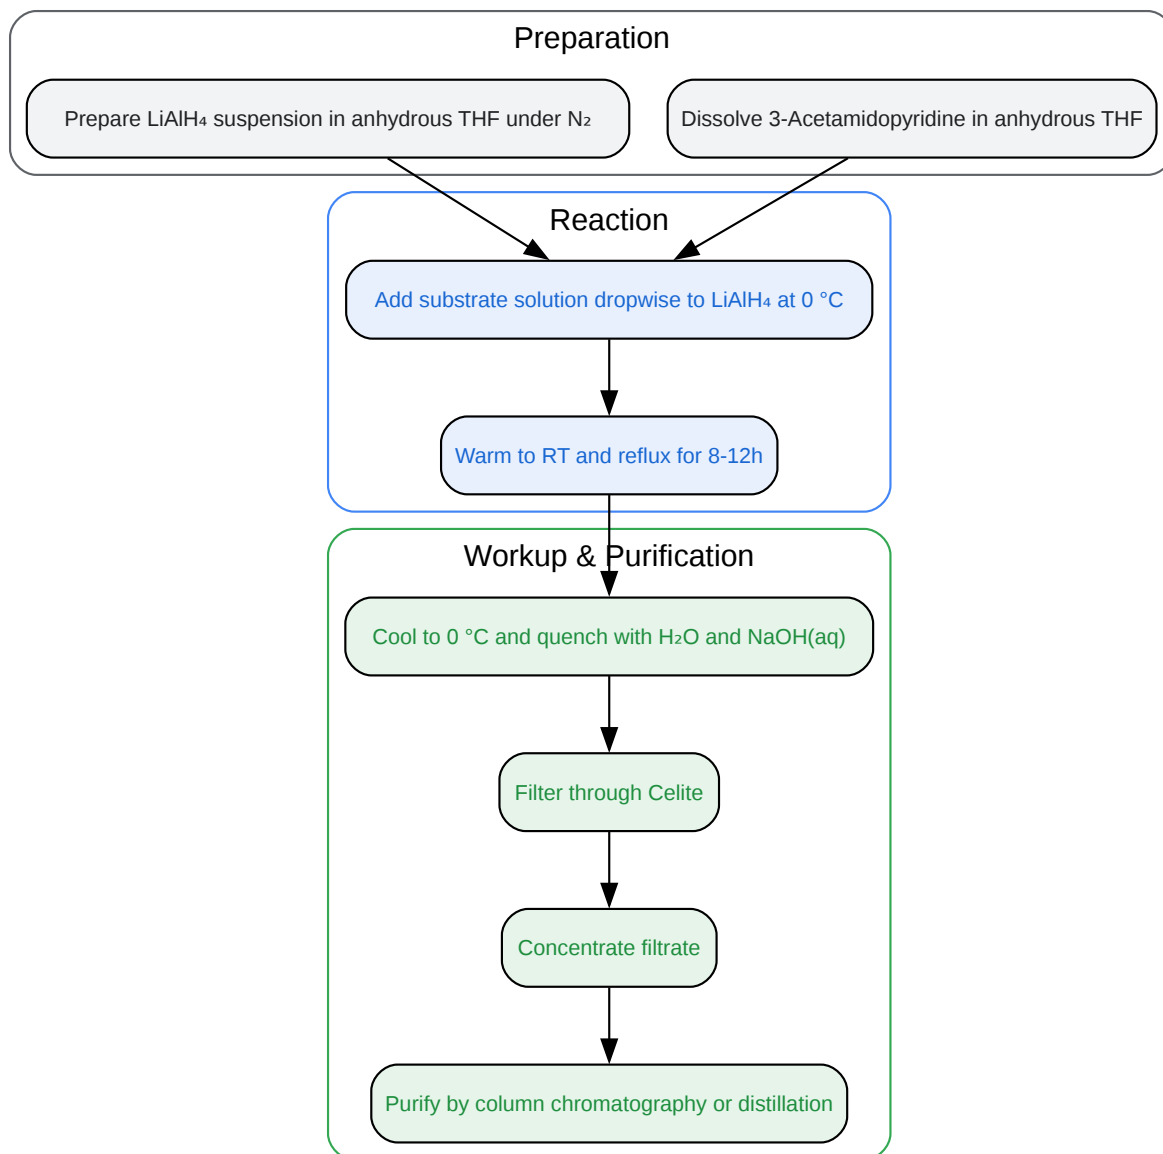 Preparation
Prepare LiAlH₄ suspension in anhydrous THF under N₂
Dissolve 3-Acetamidopyridine in anhydrous THF
Reaction
Add substrate solution dropwise to LiAlH₄ at 0 °C
Warm to RT and reflux for 8-12h
Workup & Purification
Cool to 0 °C and quench with H₂O and NaOH(aq)
Filter through Celite
Concentrate filtrate
Purify by column chromatography or distillation